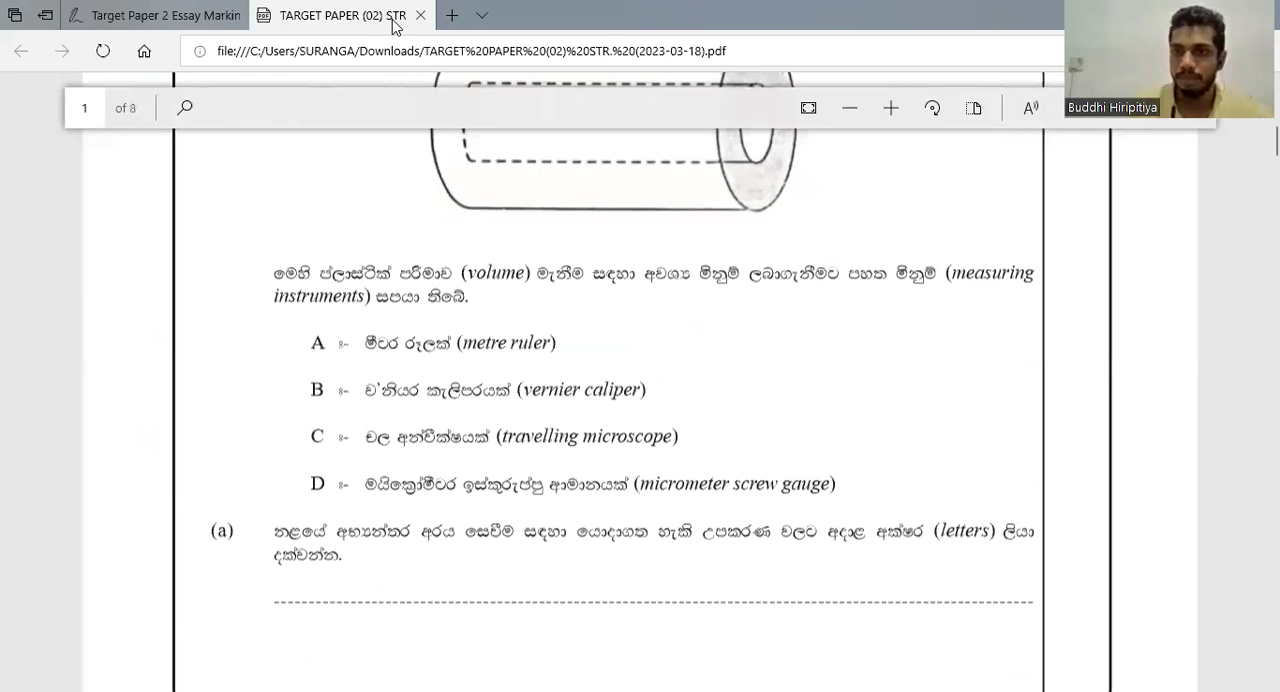 Target Paper 2 Essay Markin
TARGET PAPER (02) STR
file:///C:/Users/SURANGA/Downloads/TARGET%20PAPER%20(02)%20STR.%20(2023-03-18).pdf
1 of 8
Buddhi Hiripitiya
මෙහි ප්ලාස්ටික් පරිමාව (volume) මැනීම සඳහා අවශ්‍ය මිනුම් ලබාගැනීමට පහත මිනුම් (measuring
instruments) සපයා තිබේ.
A :- මීටර රූලක් (metre ruler)
B :- ව'නියර කැලිපරයක් (vernier caliper)
C :- චල අන්වීක්ෂයක් (travelling microscope)
D :- මයික්‍රෝමීටර ඉස්කුරුප්පු ආමානයක් (micrometer screw gauge)
(a) නළයේ අභ්‍යන්තර අරය සෙවීම සඳහා යොදාගත හැකි උපකරණ වලට අදාළ අක්ෂර (letters) ලියා
දක්වන්න.